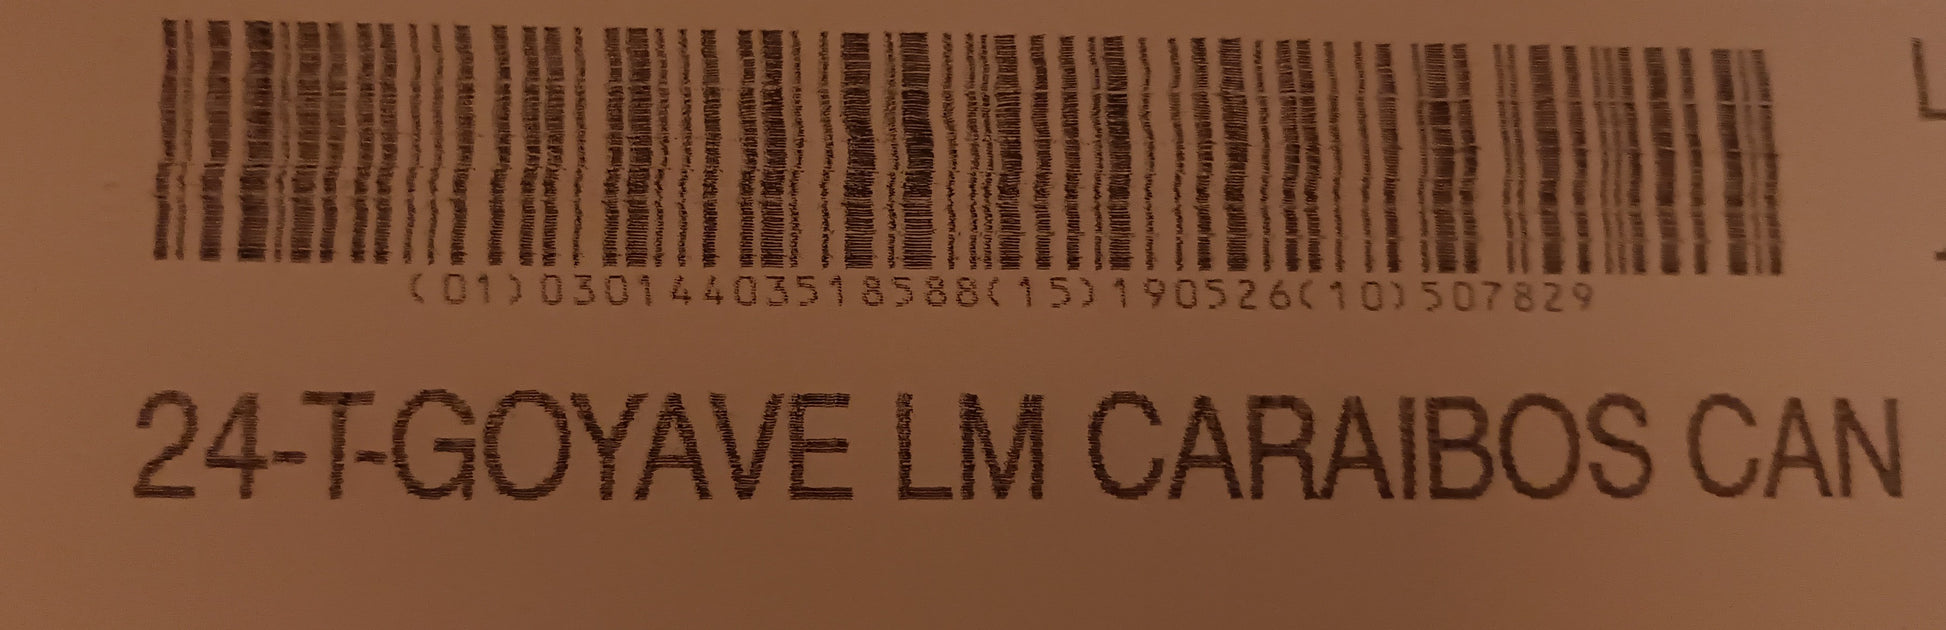 (01)03014403518588(15)190526(10)507829
24-T-GOYAVE LM CARAIBOS CAN